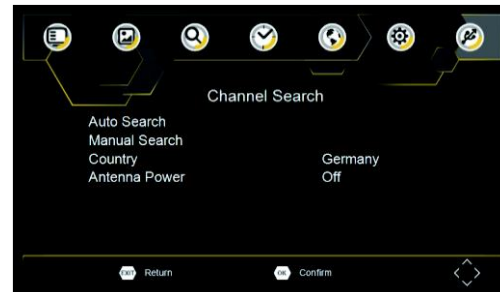 Channel Search
Auto Search
Manual Search
Country Germany
Antenna Power Off
EXIT Return OK Confirm